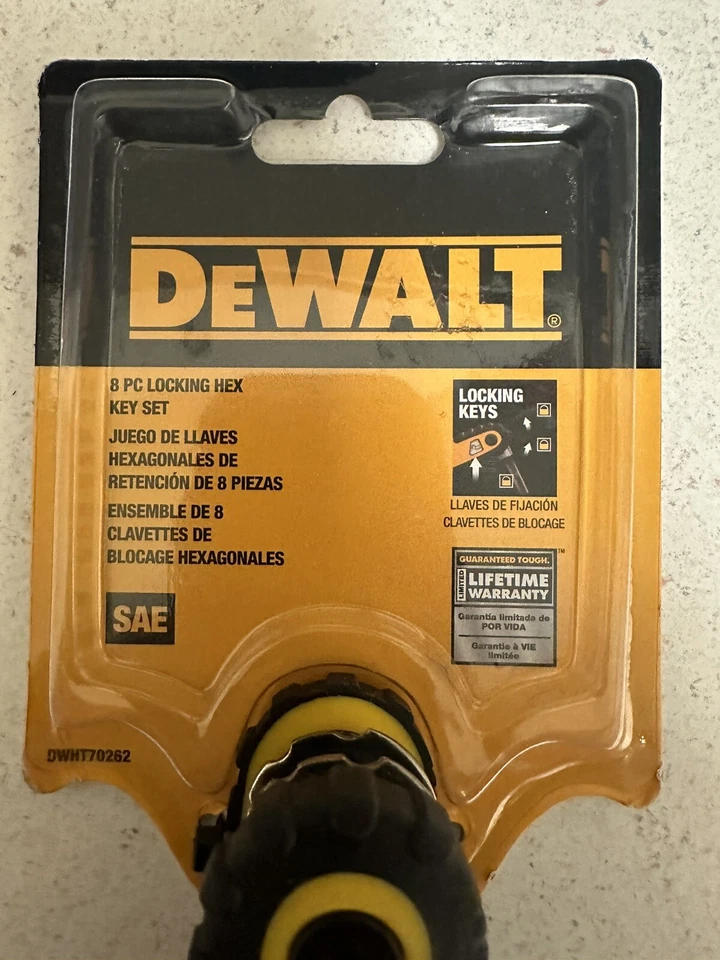 DEWALT®
8 PC LOCKING HEX
KEY SET
JUEGO DE LLAVES
HEXAGONALES DE
RETENCIÓN DE 8 PIEZAS
ENSEMBLE DE 8
CLAVETTES DE
BLOCAGE HEXAGONALES
SAE
LOCKING
KEYS
LLAVES DE FIJACIÓN
CLAVETTES DE BLOCAGE
GUARANTEED TOUGH.™
LIMITED
LIFETIME
WARRANTY
Garantía limitada de
POR VIDA
Garantie à VIE
limitée
DWHT70262